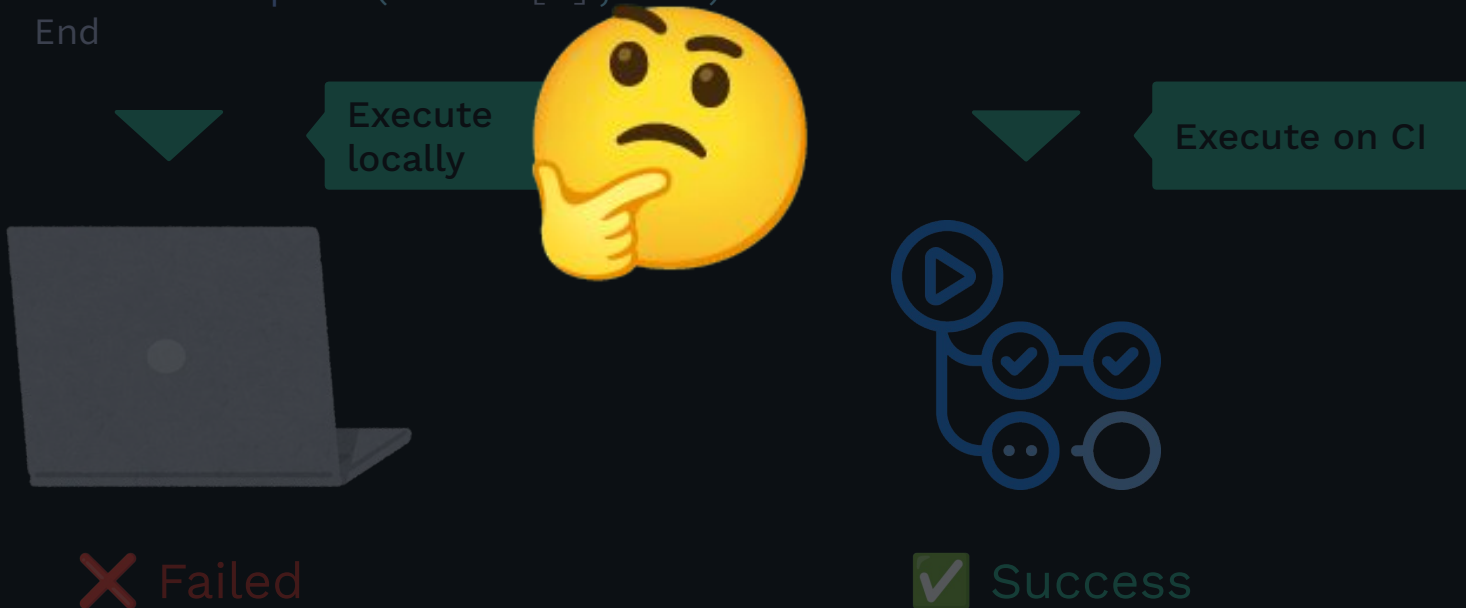 End
Execute
locally
Execute on CI
Failed
Success